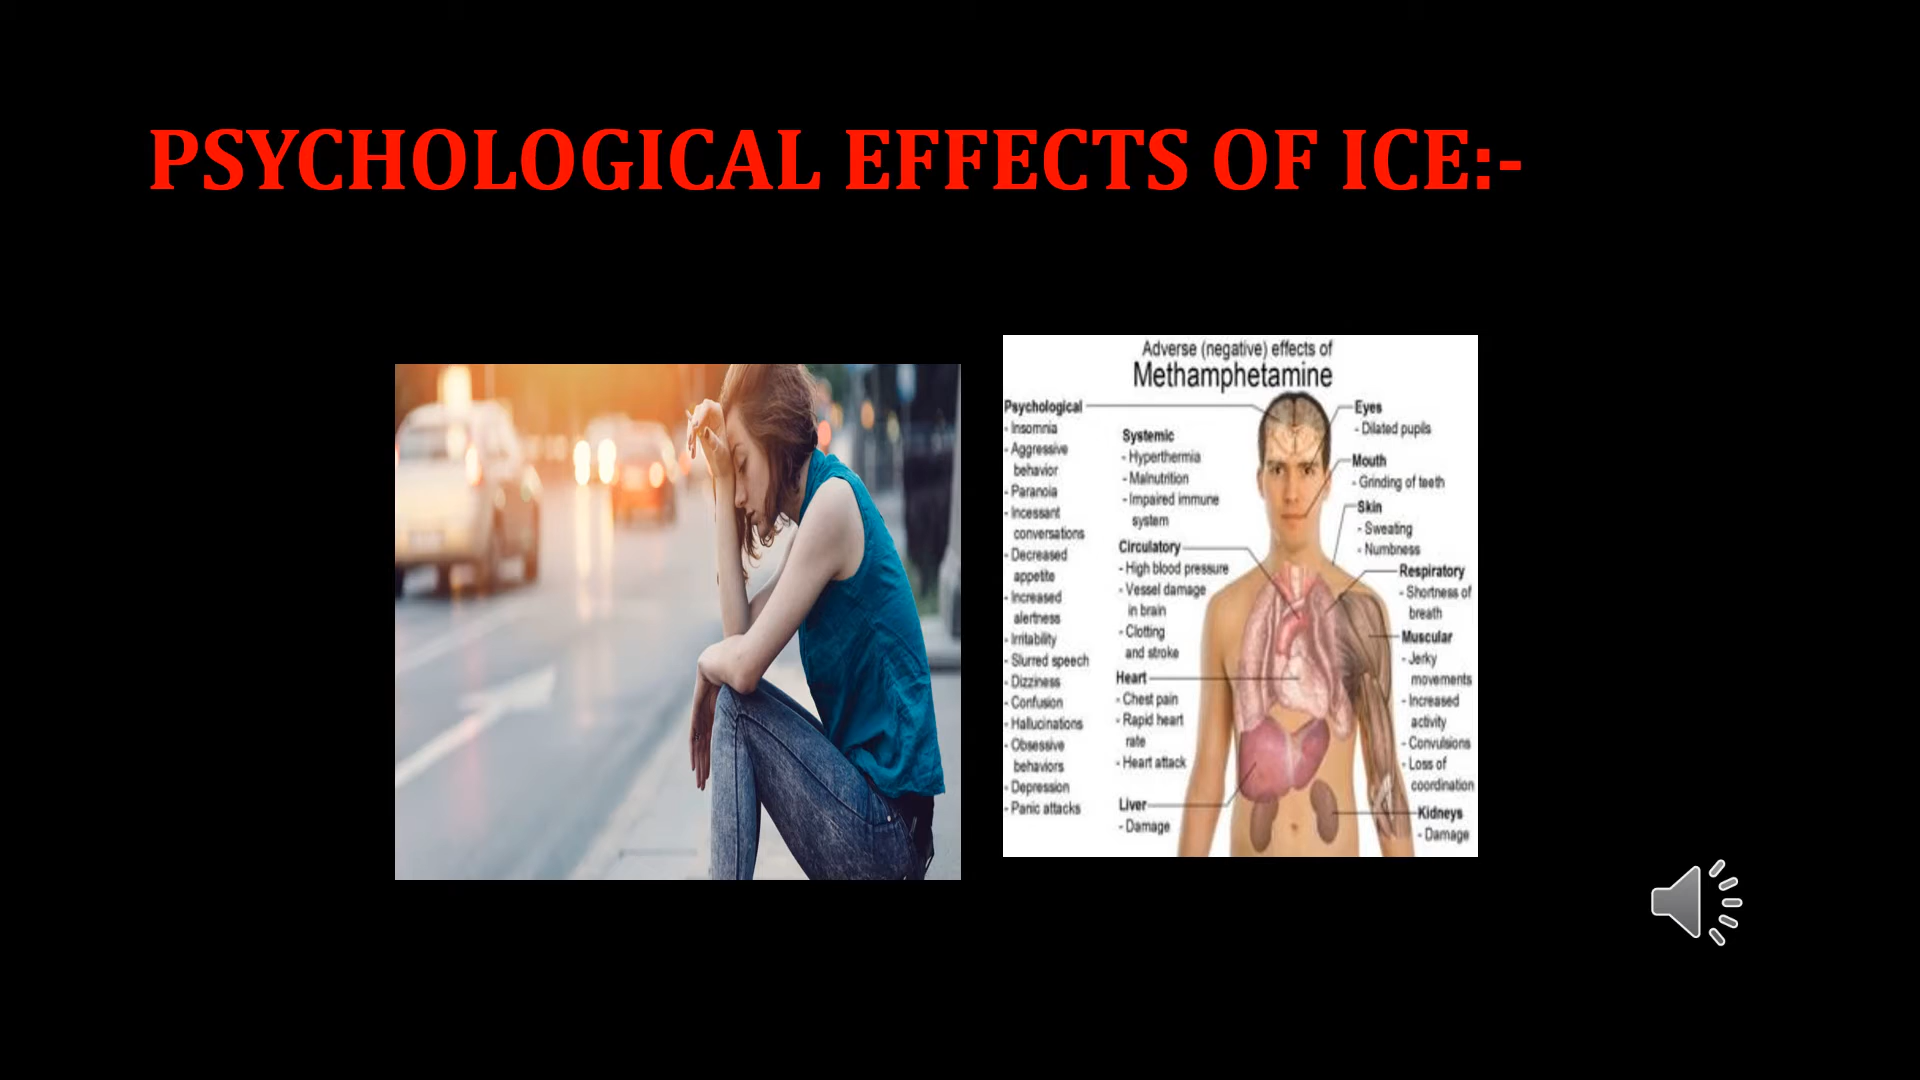 PSYCHOLOGICAL EFFECTS OF ICE:-
Adverse (negative) effects of
Methamphetamine
Psychological
- Insomnia
- Aggressive
behavior
- Paranoia
- Incessant
conversations
- Decreased
appetite
- Increased
alertness
- Irritability
- Slurred speech
- Dizziness
- Confusion
- Hallucinations
- Obsessive
behaviors
- Depression
- Panic attacks
Systemic
- Hyperthermia
- Malnutrition
- Impaired immune
system
Circulatory
- High blood pressure
- Vessel damage
in brain
- Clotting
and stroke
Heart
- Chest pain
- Rapid heart
rate
- Heart attack
Liver
- Damage
Eyes
- Dilated pupils
Mouth
- Grinding of teeth
Skin
- Sweating
- Numbness
Respiratory
- Shortness of
breath
Muscular
- Jerky
movements
- Increased
activity
- Convulsions
- Loss of
coordination
Kidneys
- Damage